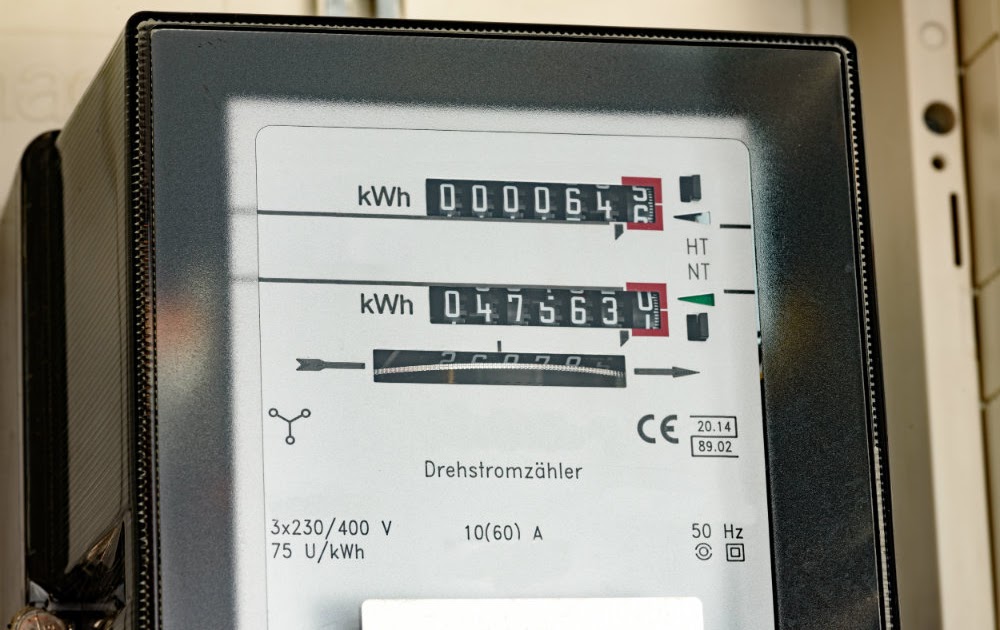 kWh 000064
HT
NT
kWh 047563
CE 20.14
89.02
Drehstromzähler
3x230/400 V 10(60) A 50 Hz
75 U/kWh